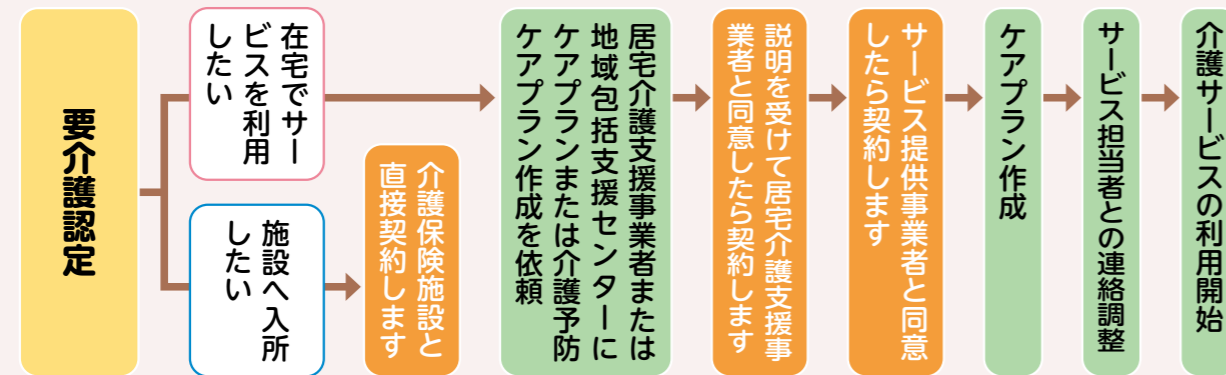 要介護認定
在宅でサー
ビスを利用
したい
施設へ入所
したい
介護保険施設と
直接契約します
居宅介護支援事業者または
地域包括支援センターに
ケアプランまたは介護予防
ケアプラン作成を依頼
説明を受けて居宅介護支援事
業者と同意したら契約します
サービス提供事業者と同意
したら契約します
ケアプラン作成
サービス担当者との連絡調整
介護サービスの利用開始